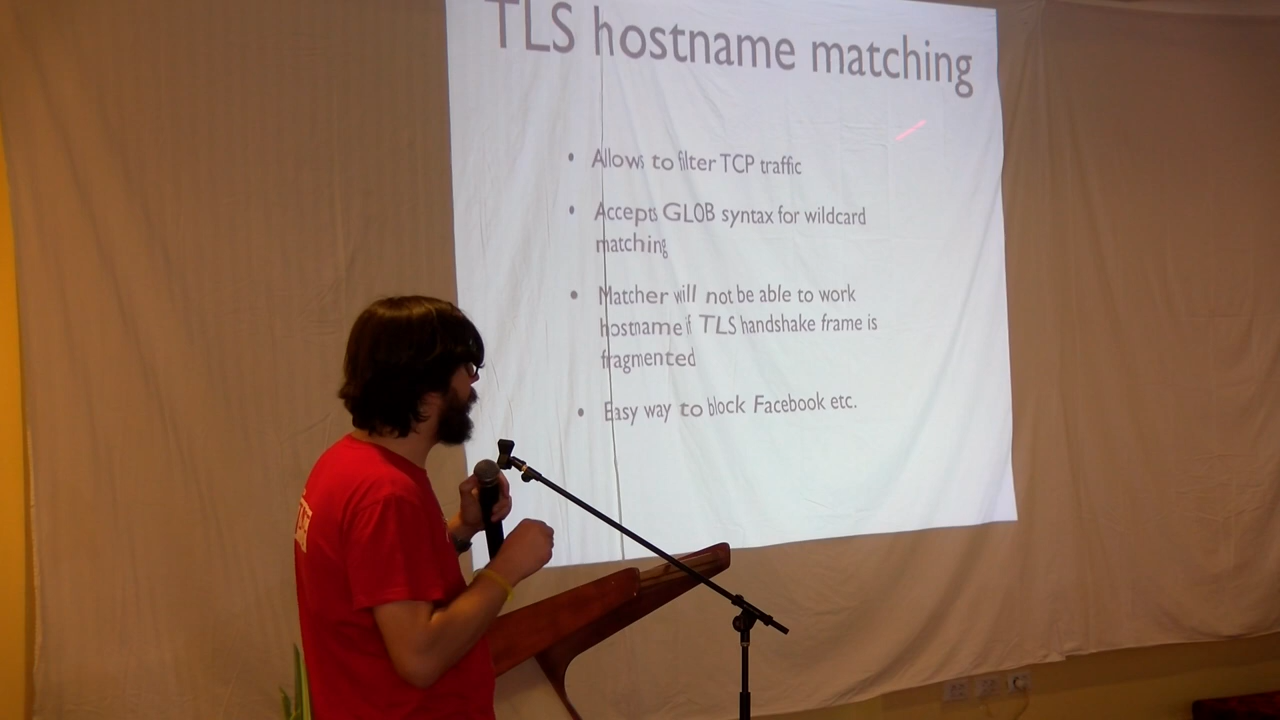 TLS hostname matching
• Allows to filter TCP traffic
• Accepts GLOB syntax for wildcard
matching
• Matcher will not be able to work
hostname if TLS handshake frame is
fragmented
• Easy way to block Facebook etc.